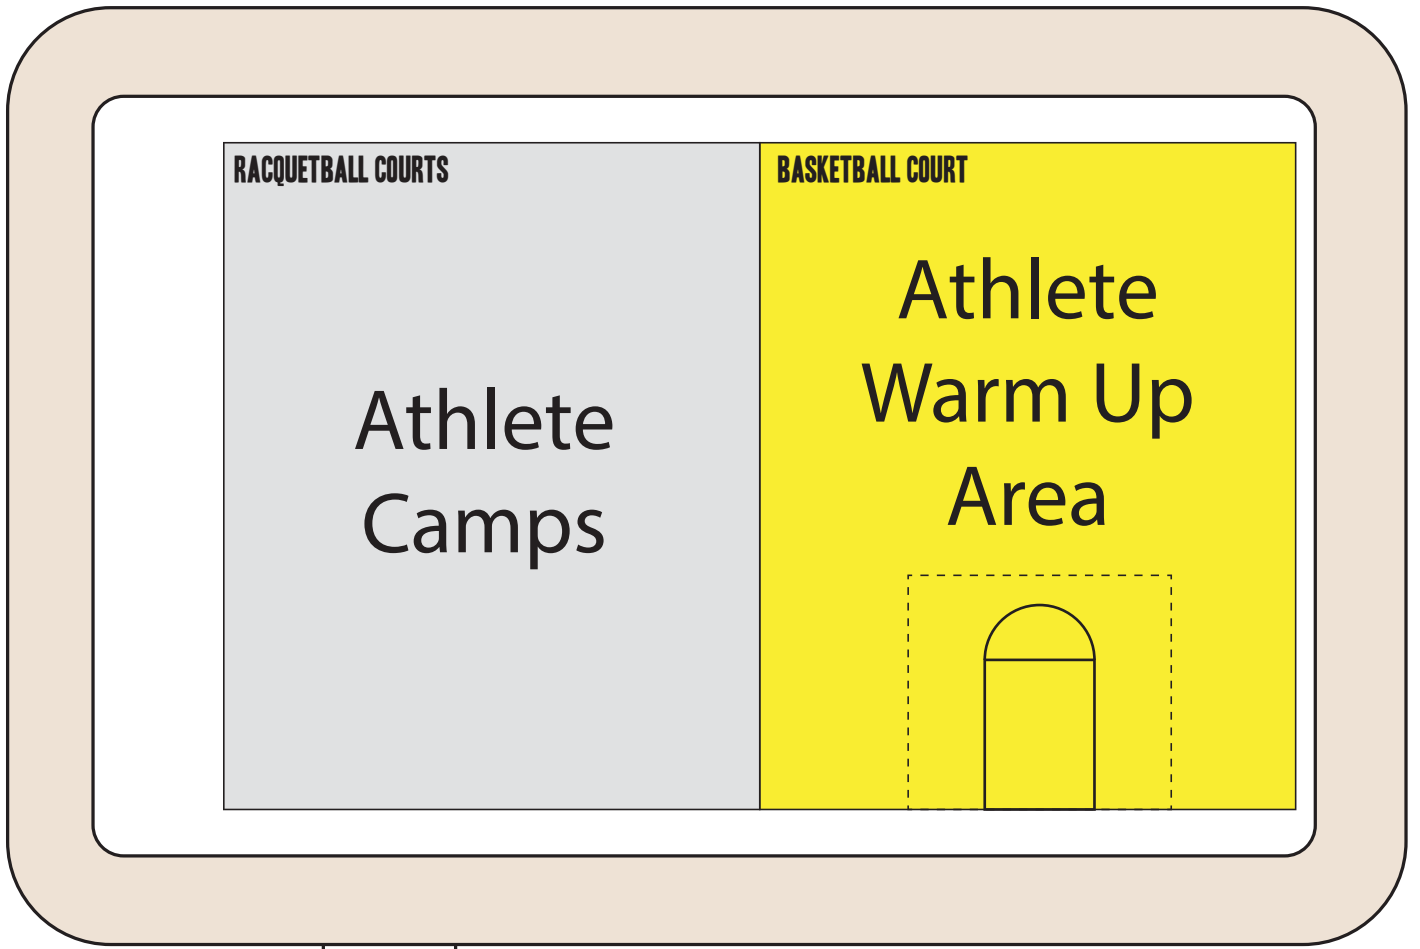 RACQUETBALL COURTS
Athlete
Camps
BASKETBALL COURT
Athlete
Warm Up
Area